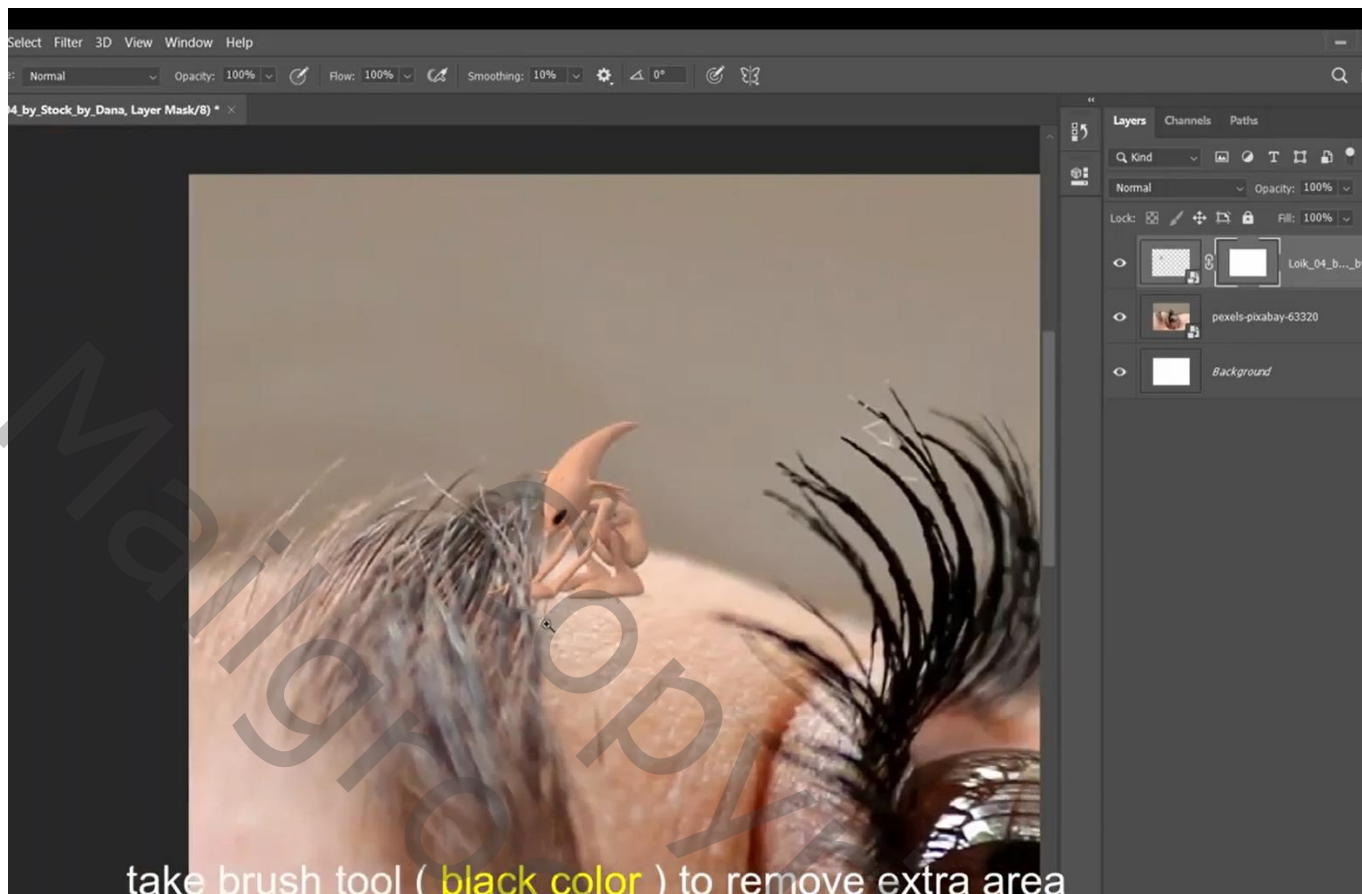 Select Filter 3D View Window Help
Normal Opacity: 100% Flow: 100% Smoothing: 10% 0°
04_by_Stock_by_Dana, Layer Mask/8) * ×
Layers Channels Paths
Kind
Normal Opacity: 100%
Lock: Fill: 100%
Loik_04_b..._b
pexels-pixabay-63320
Background
take brush tool ( black color ) to remove extra area